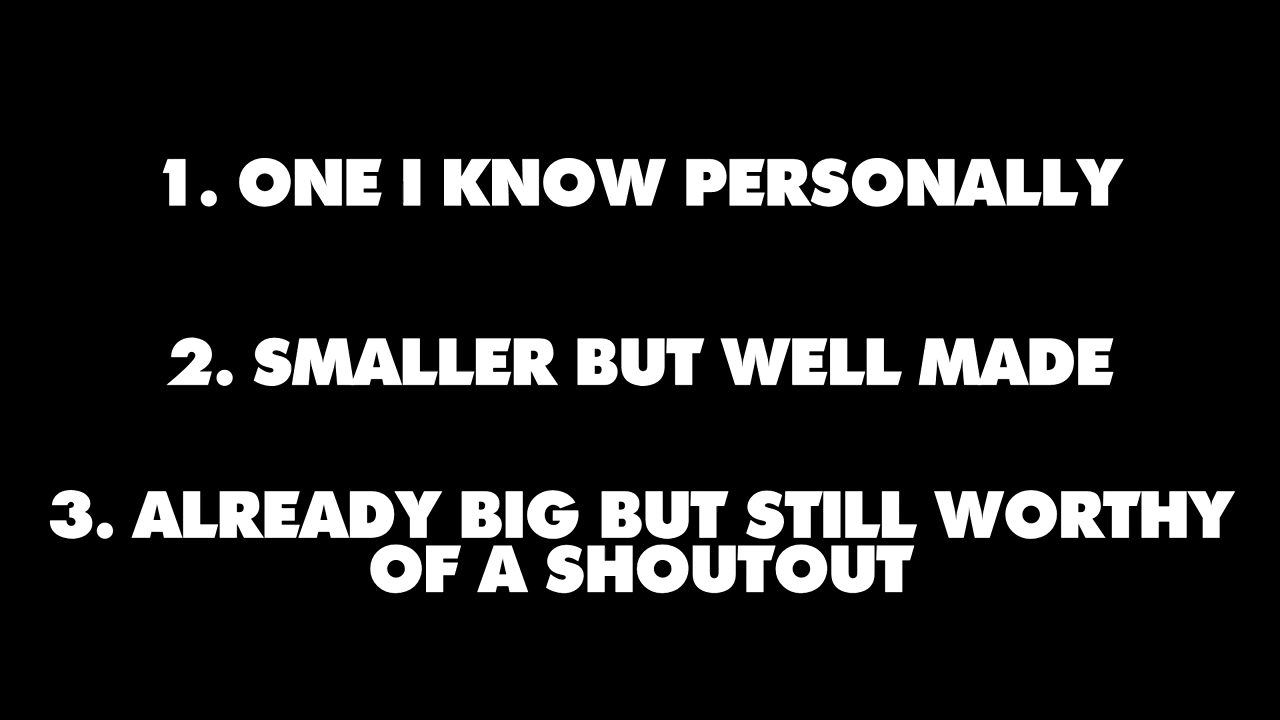 1. ONE I KNOW PERSONALLY
2. SMALLER BUT WELL MADE
3. ALREADY BIG BUT STILL WORTHY
OF A SHOUTOUT